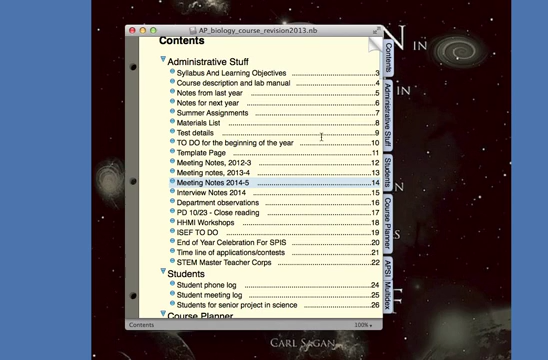 AP_biology_course_revision2013.nb
Contents
Administrative Stuff
Syllabus And Learning Objectives 3
Course description and lab manual 4
Notes from last year 5
Notes for next year 6
Summer Assignments 7
Materials List 8
Test details 9
TO DO for the beginning of the year 10
Template Page 11
Meeting Notes, 2012-3 12
Meeting notes, 2013-4 13
Meeting Notes 2014-5 14
Interview Notes 2014 15
Department observations 16
PD 10/23 - Close reading 17
HHMI Workshops 18
ISEF TO DO 19
End of Year Celebration For SPIS 20
Time line of applications/contests 21
STEM Master Teacher Corps 22
Students
Student phone log 24
Student meeting log 25
Students for senior project in science 26
Course Planner
Contents
100%
Contents
Administrative Stuff
Students
Course Planner
APSI
Multidex
N IN
IN
N
S
CARL SAGAN